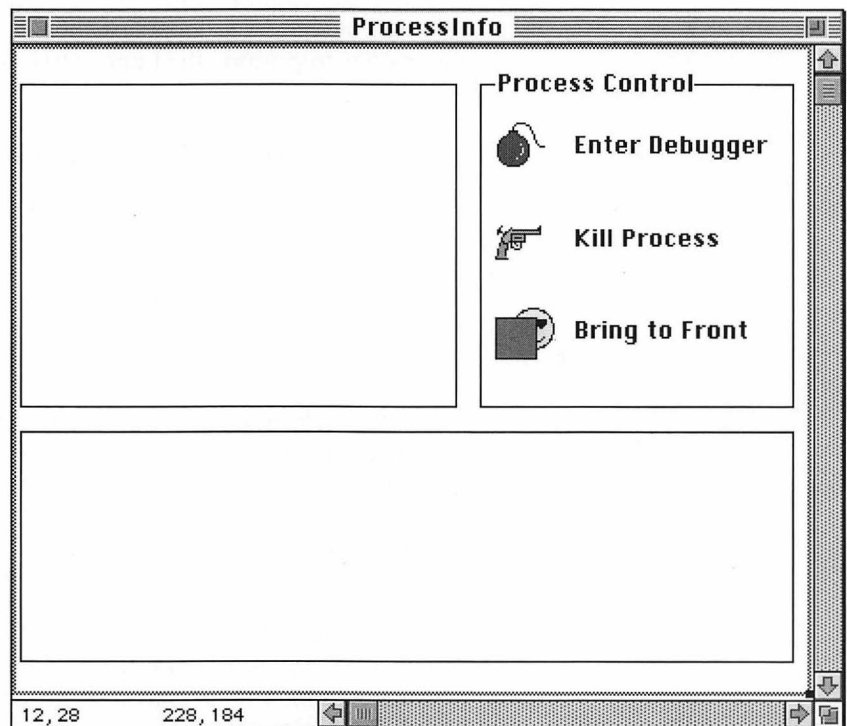 ProcessInfo
Process Control
Enter Debugger
Kill Process
Bring to Front
12,28 228,184